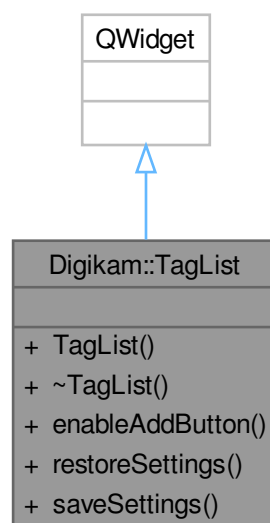 QWidget
Digikam::TagList
+ TagList()
+ ~TagList()
+ enableAddButton()
+ restoreSettings()
+ saveSettings()